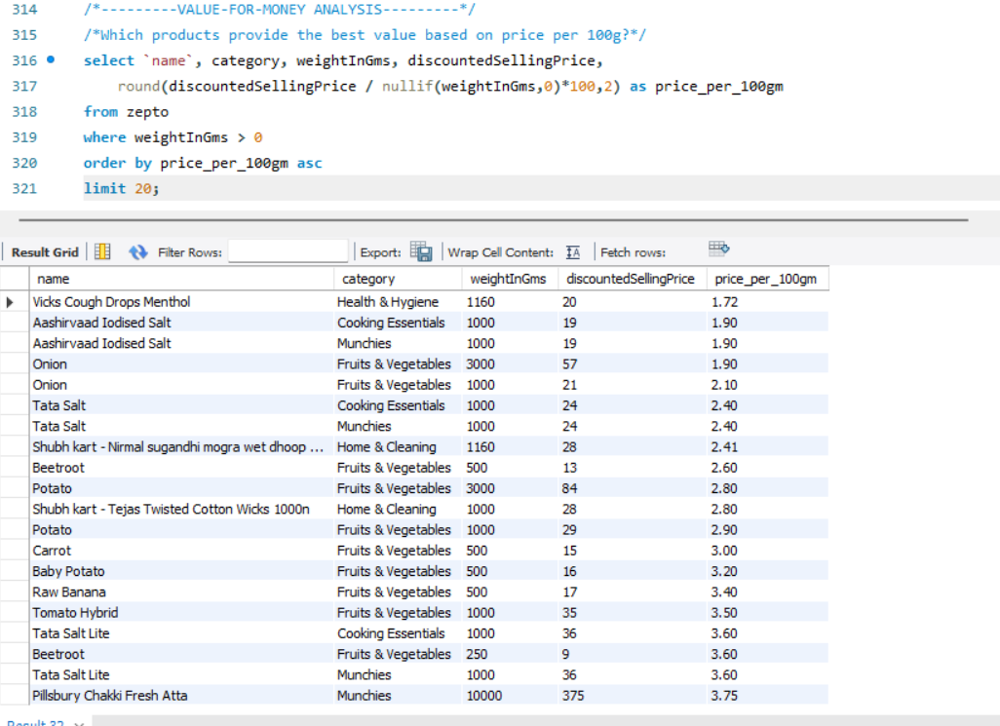 314 /*---------VALUE-FOR-MONEY ANALYSIS---------*/
315 /*Which products provide the best value based on price per 100g?*/
316 select `name`, category, weightInGms, discountedSellingPrice,
317 round(discountedSellingPrice / nullif(weightInGms,0)*100,2) as price_per_100gm
318 from zepto
319 where weightInGms > 0
320 order by price_per_100gm asc
321 limit 20;
Result Grid Filter Rows: Export: Wrap Cell Content: IA Fetch rows:
name category weightInGms discountedSellingPrice price_per_100gm
Vicks Cough Drops Menthol Health & Hygiene 1160 20 1.72
Aashirvaad Iodised Salt Cooking Essentials 1000 19 1.90
Aashirvaad Iodised Salt Munchies 1000 19 1.90
Onion Fruits & Vegetables 3000 57 1.90
Onion Fruits & Vegetables 1000 21 2.10
Tata Salt Cooking Essentials 1000 24 2.40
Tata Salt Munchies 1000 24 2.40
Shubh kart - Nirmal sugandhi mogra wet dhoop ... Home & Cleaning 1160 28 2.41
Beetroot Fruits & Vegetables 500 13 2.60
Potato Fruits & Vegetables 3000 84 2.80
Shubh kart - Tejas Twisted Cotton Wicks 1000n Home & Cleaning 1000 28 2.80
Potato Fruits & Vegetables 1000 29 2.90
Carrot Fruits & Vegetables 500 15 3.00
Baby Potato Fruits & Vegetables 500 16 3.20
Raw Banana Fruits & Vegetables 500 17 3.40
Tomato Hybrid Fruits & Vegetables 1000 35 3.50
Tata Salt Lite Cooking Essentials 1000 36 3.60
Beetroot Fruits & Vegetables 250 9 3.60
Tata Salt Lite Munchies 1000 36 3.60
Pillsbury Chakki Fresh Atta Munchies 10000 375 3.75